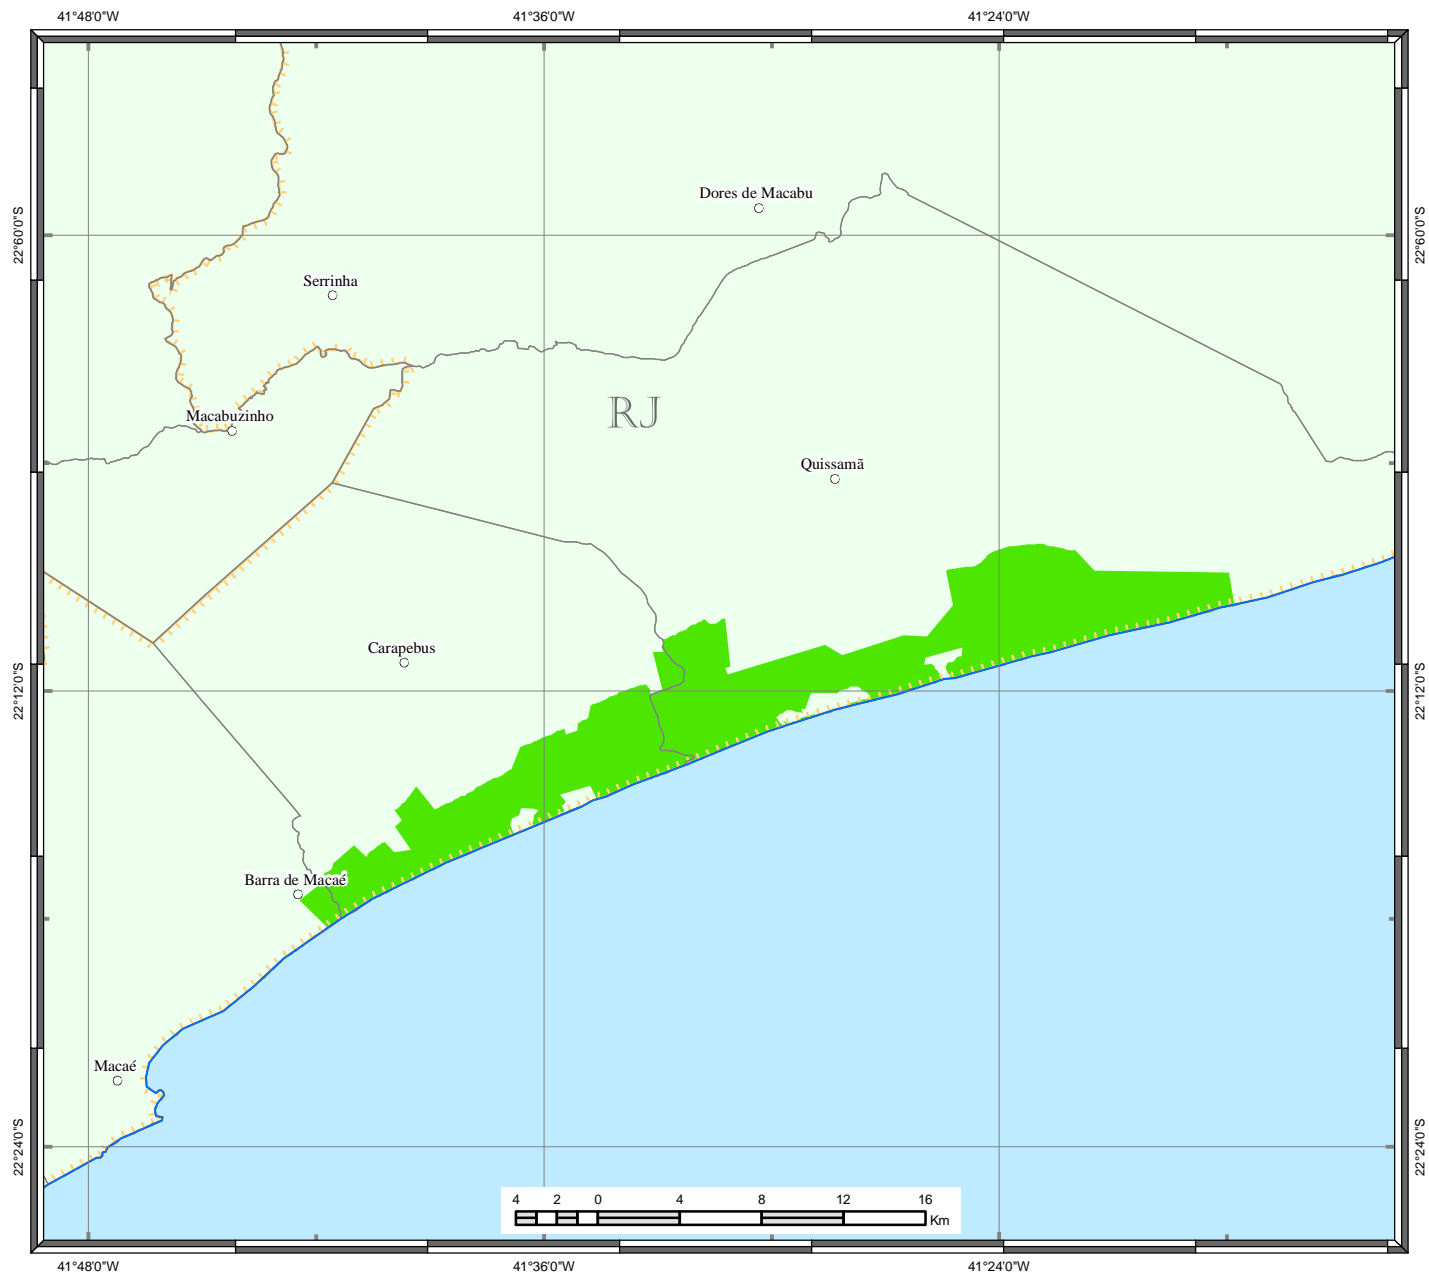 41°48'0"W 41°36'0"W 41°24'0"W
Dores de Macabu
22°60'0"S 22°60'0"S
Serrinha
RJ
Macabuzinho
Quissamã
Carapebus
22°12'0"S 22°12'0"S
Barra de Macaé
Macaé
22°24'0"S 22°24'0"S
4 2 0 4 8 12 16
Km
41°48'0"W 41°36'0"W 41°24'0"W